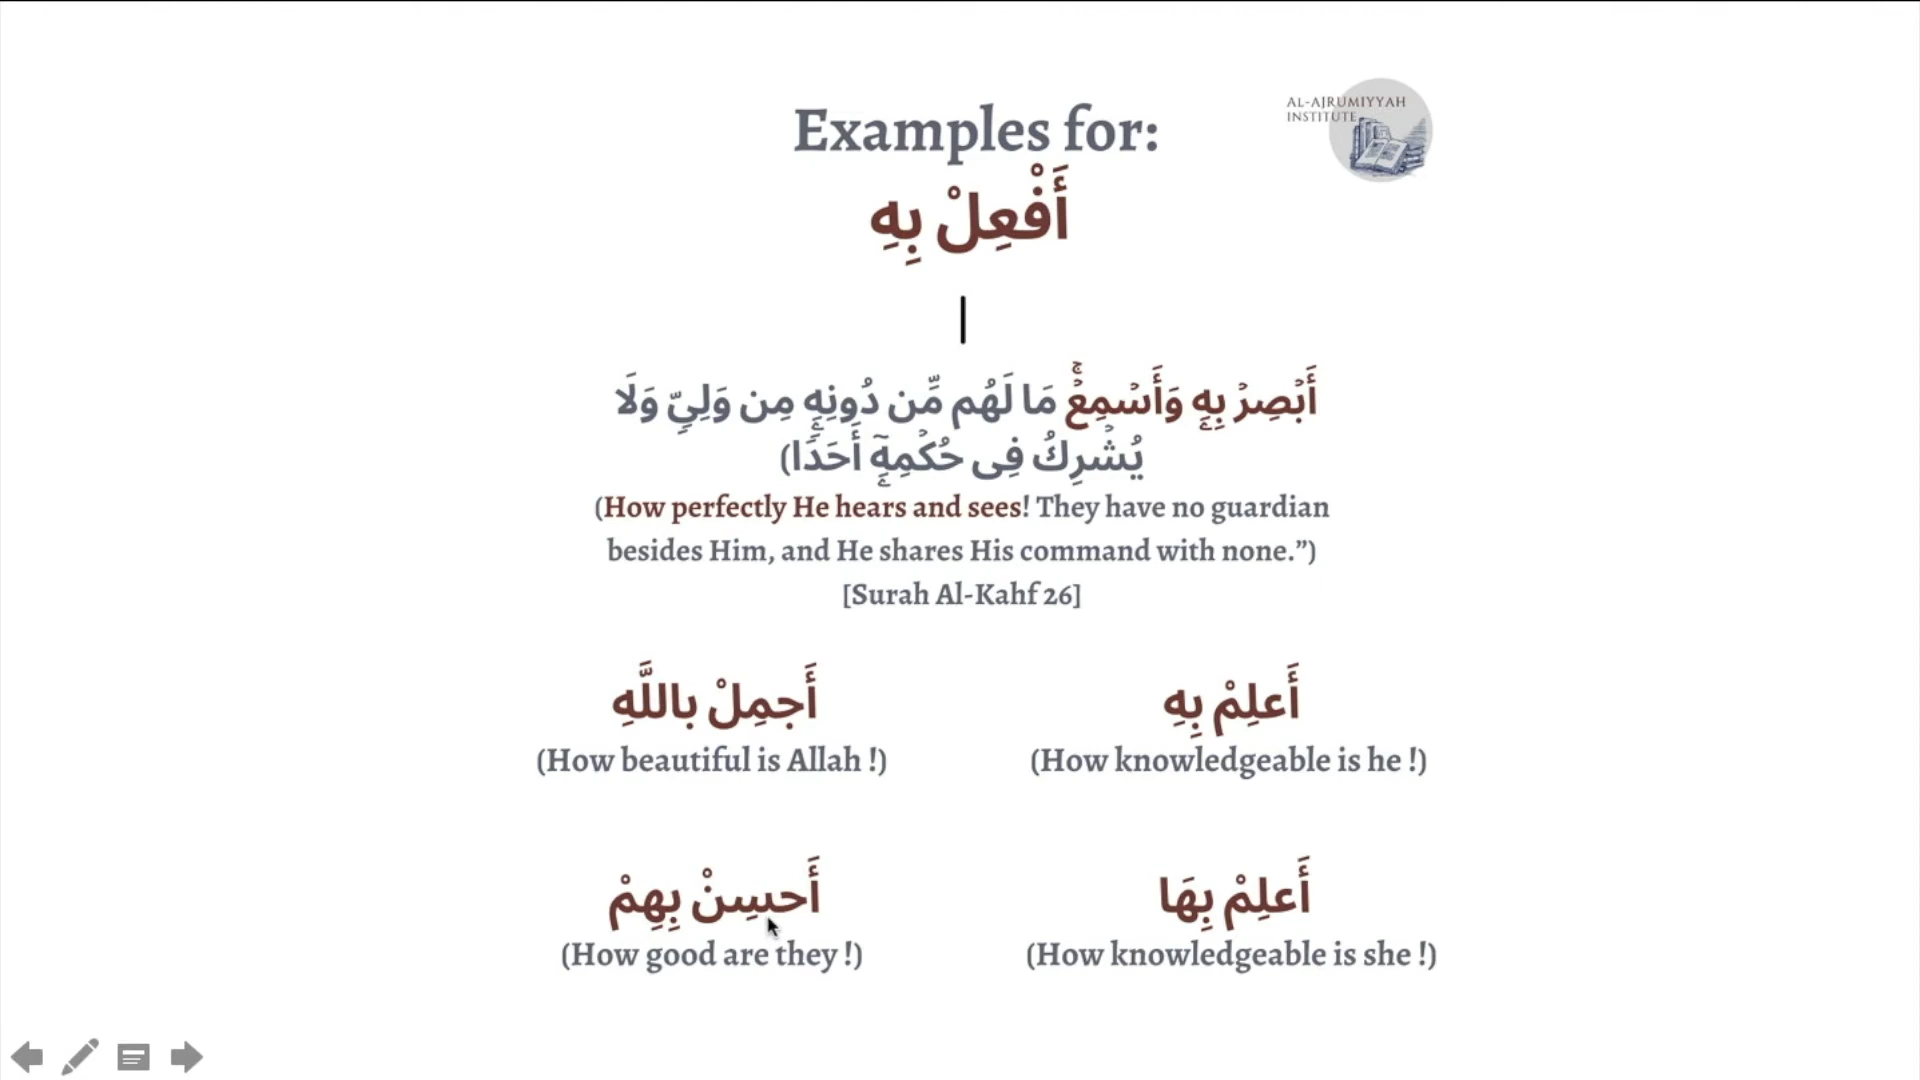 Examples for:
AL-AJRUMIYYAH
INSTITUTE
أَفْعِلْ بِهِ
أَبۡصِرۡ بِهِۦ وَأَسۡمِعۡۚ مَا لَهُم مِّن دُونِهِۦ مِن وَلِيّٖ وَلَا
يُشۡرِكُ فِي حُكۡمِهِۦٓ أَحَدٗا)
(How perfectly He hears and sees! They have no guardian
besides Him, and He shares His command with none.”)
[Surah Al-Kahf 26]
أَعلِمْ بِهِ
أَجمِلْ باللَّهِ
(How knowledgeable is he !)
(How beautiful is Allah !)
أَعلِمْ بِهَا
أَحسِنْ بِهِمْ
(How knowledgeable is she !)
(How good are they !)